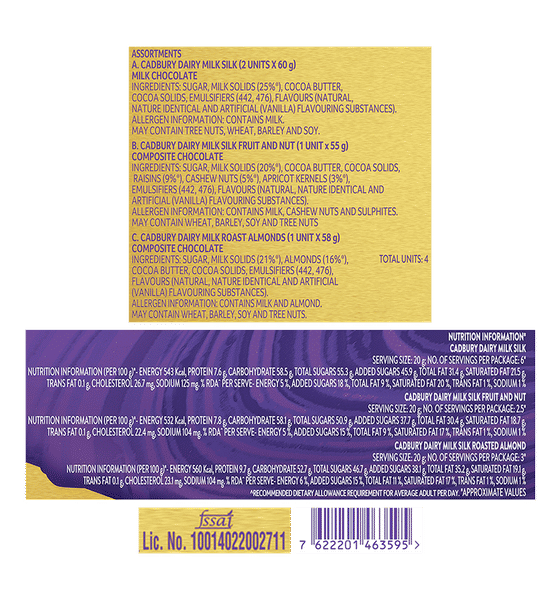 ASSORTMENTS
A. CADBURY DAIRY MILK SILK (2 UNITS X 60 g)
MILK CHOCOLATE
INGREDIENTS: SUGAR, MILK SOLIDS (25%*), COCOA BUTTER,
COCOA SOLIDS, EMULSIFIERS (442, 476), FLAVOURS (NATURAL,
NATURE IDENTICAL AND ARTIFICIAL (VANILLA) FLAVOURING SUBSTANCES).
ALLERGEN INFORMATION: CONTAINS MILK.
MAY CONTAIN TREE NUTS, WHEAT, BARLEY AND SOY.
B. CADBURY DAIRY MILK SILK FRUIT AND NUT (1 UNIT x 55 g)
COMPOSITE CHOCOLATE
INGREDIENTS: SUGAR, MILK SOLIDS (20%*), COCOA BUTTER, COCOA SOLIDS,
RAISINS (9%*), CASHEW NUTS (5%*), APRICOT KERNELS (3%*),
EMULSIFIERS (442, 476), FLAVOURS (NATURAL, NATURE IDENTICAL AND
ARTIFICIAL (VANILLA) FLAVOURING SUBSTANCES).
ALLERGEN INFORMATION: CONTAINS MILK, CASHEW NUTS AND SULPHITES.
MAY CONTAIN WHEAT, BARLEY, SOY AND TREE NUTS
C. CADBURY DAIRY MILK ROAST ALMONDS (1 UNIT X 58 g)
COMPOSITE CHOCOLATE
INGREDIENTS: SUGAR, MILK SOLIDS (21%*), ALMONDS (16%*),
COCOA BUTTER, COCOA SOLIDS, EMULSIFIERS (442, 476),
FLAVOURS (NATURAL, NATURE IDENTICAL AND ARTIFICIAL
(VANILLA) FLAVOURING SUBSTANCES).
ALLERGEN INFORMATION: CONTAINS MILK AND ALMOND.
MAY CONTAIN WHEAT, BARLEY, SOY AND TREE NUTS.
TOTAL UNITS: 4
NUTRITION INFORMATION*
CADBURY DAIRY MILK SILK
SERVING SIZE: 20 g; NO. OF SERVINGS PER PACKAGE: 6*
NUTRITION INFORMATION (PER 100 g)*- ENERGY 543 Kcal, PROTEIN 7.6 g, CARBOHYDRATE 58.5 g, TOTAL SUGARS 55.3 g, ADDED SUGARS 45.9 g, TOTAL FAT 31.4 g, SATURATED FAT 21.5 g,
TRANS FAT 0.1 g, CHOLESTEROL 26.7 mg, SODIUM 125 mg, % RDA^ PER SERVE- ENERGY 5 %, ADDED SUGARS 18 %, TOTAL FAT 9 %, SATURATED FAT 20 %, TRANS FAT 1 %, SODIUM 1 %
CADBURY DAIRY MILK SILK FRUIT AND NUT
SERVING SIZE: 20 g; NO. OF SERVINGS PER PACKAGE: 2.5*
NUTRITION INFORMATION (PER 100 g)*- ENERGY 532 Kcal, PROTEIN 7.8 g, CARBOHYDRATE 58.1 g, TOTAL SUGARS 50.9 g, ADDED SUGARS 37.7 g, TOTAL FAT 30.4 g, SATURATED FAT 18.7 g,
TRANS FAT 0.1 g, CHOLESTEROL 22.4 mg, SODIUM 104 mg, % RDA^ PER SERVE- ENERGY 5 %, ADDED SUGARS 15 %, TOTAL FAT 9 %, SATURATED FAT 17 %, TRANS FAT 1 %, SODIUM 1 %
CADBURY DAIRY MILK SILK ROASTED ALMOND
SERVING SIZE: 20 g; NO. OF SERVINGS PER PACKAGE: 3*
NUTRITION INFORMATION (PER 100 g)*- ENERGY 560 Kcal, PROTEIN 9.7 g, CARBOHYDRATE 52.7 g, TOTAL SUGARS 46.7 g, ADDED SUGARS 38.1 g, TOTAL FAT 35.2 g, SATURATED FAT 19.1 g,
TRANS FAT 0.1 g, CHOLESTEROL 23.1 mg, SODIUM 104 mg, % RDA^ PER SERVE- ENERGY 6 %, ADDED SUGARS 15 %, TOTAL FAT 11 %, SATURATED FAT 17 %, TRANS FAT 1 %, SODIUM 1 %
^RECOMMENDED DIETARY ALLOWANCE REQUIREMENT FOR AVERAGE ADULT PER DAY. *APPROXIMATE VALUES
fssai
Lic. No. 10014022002711
7 622201 463595 >